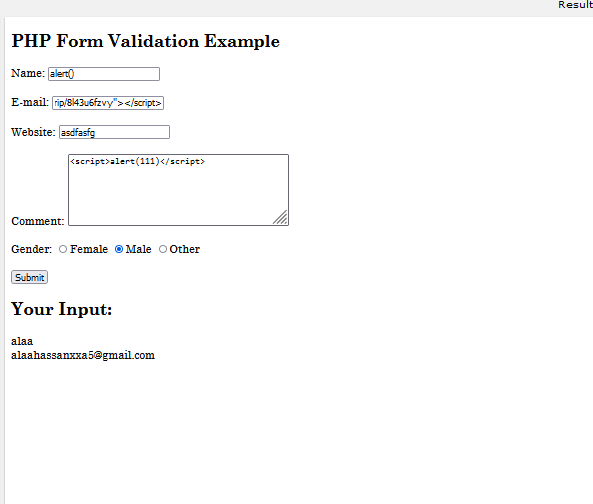 Result
PHP Form Validation Example
Name: alert()
E-mail: rip/8l43u6fzvy"></script>
Website: asdfasfg
<script>alert(111)</script>
Comment:
Gender: Female Male Other
Submit
Your Input:
alaa
alaahassanxxa5@gmail.com